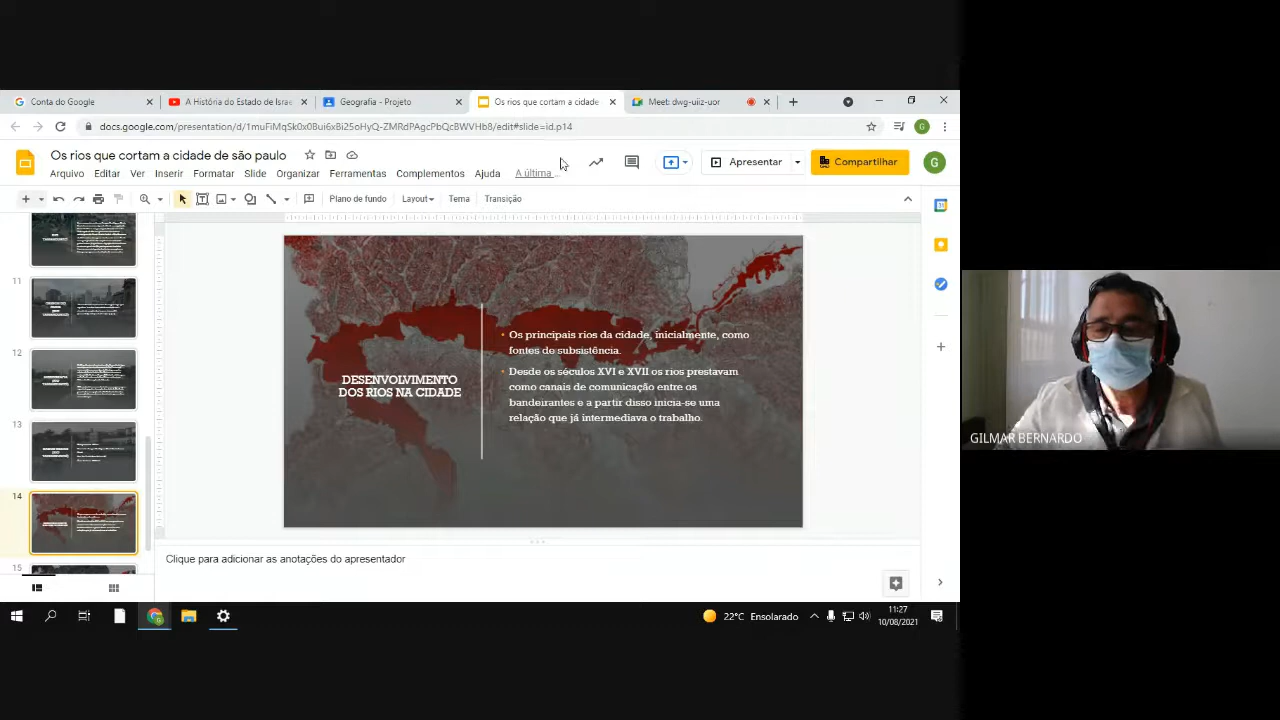 Conta do Google
A História do Estado de Israe
Geografia - Projeto
Os rios que cortam a cidade
Meet: dwg-uiiz-uor
docs.google.com/presentation/d/1muFiMqSk0x0Bui6xBi25oHyQ-ZMRdPAgcPbQcBWVHb8/edit#slide=id.p14
G
Os rios que cortam a cidade de são paulo
Apresentar
Compartilhar
G
Arquivo Editar Ver Inserir Formatar Slide Organizar Ferramentas Complementos Ajuda A última ...
Plano de fundo Layout Tema Transição
11
12
13
14
15
DESENVOLVIMENTO
DOS RIOS NA CIDADE
• Os principais rios da cidade, inicialmente, como
fontes de subsistência.
• Desde os séculos XVI e XVII os rios prestavam
como canais de comunicação entre os
bandeirantes e a partir disso inicia-se uma
relação que já intermediava o trabalho.
Clique para adicionar as anotações do apresentador
22°C Ensolarado
11:27
10/08/2021
GILMAR BERNARDO